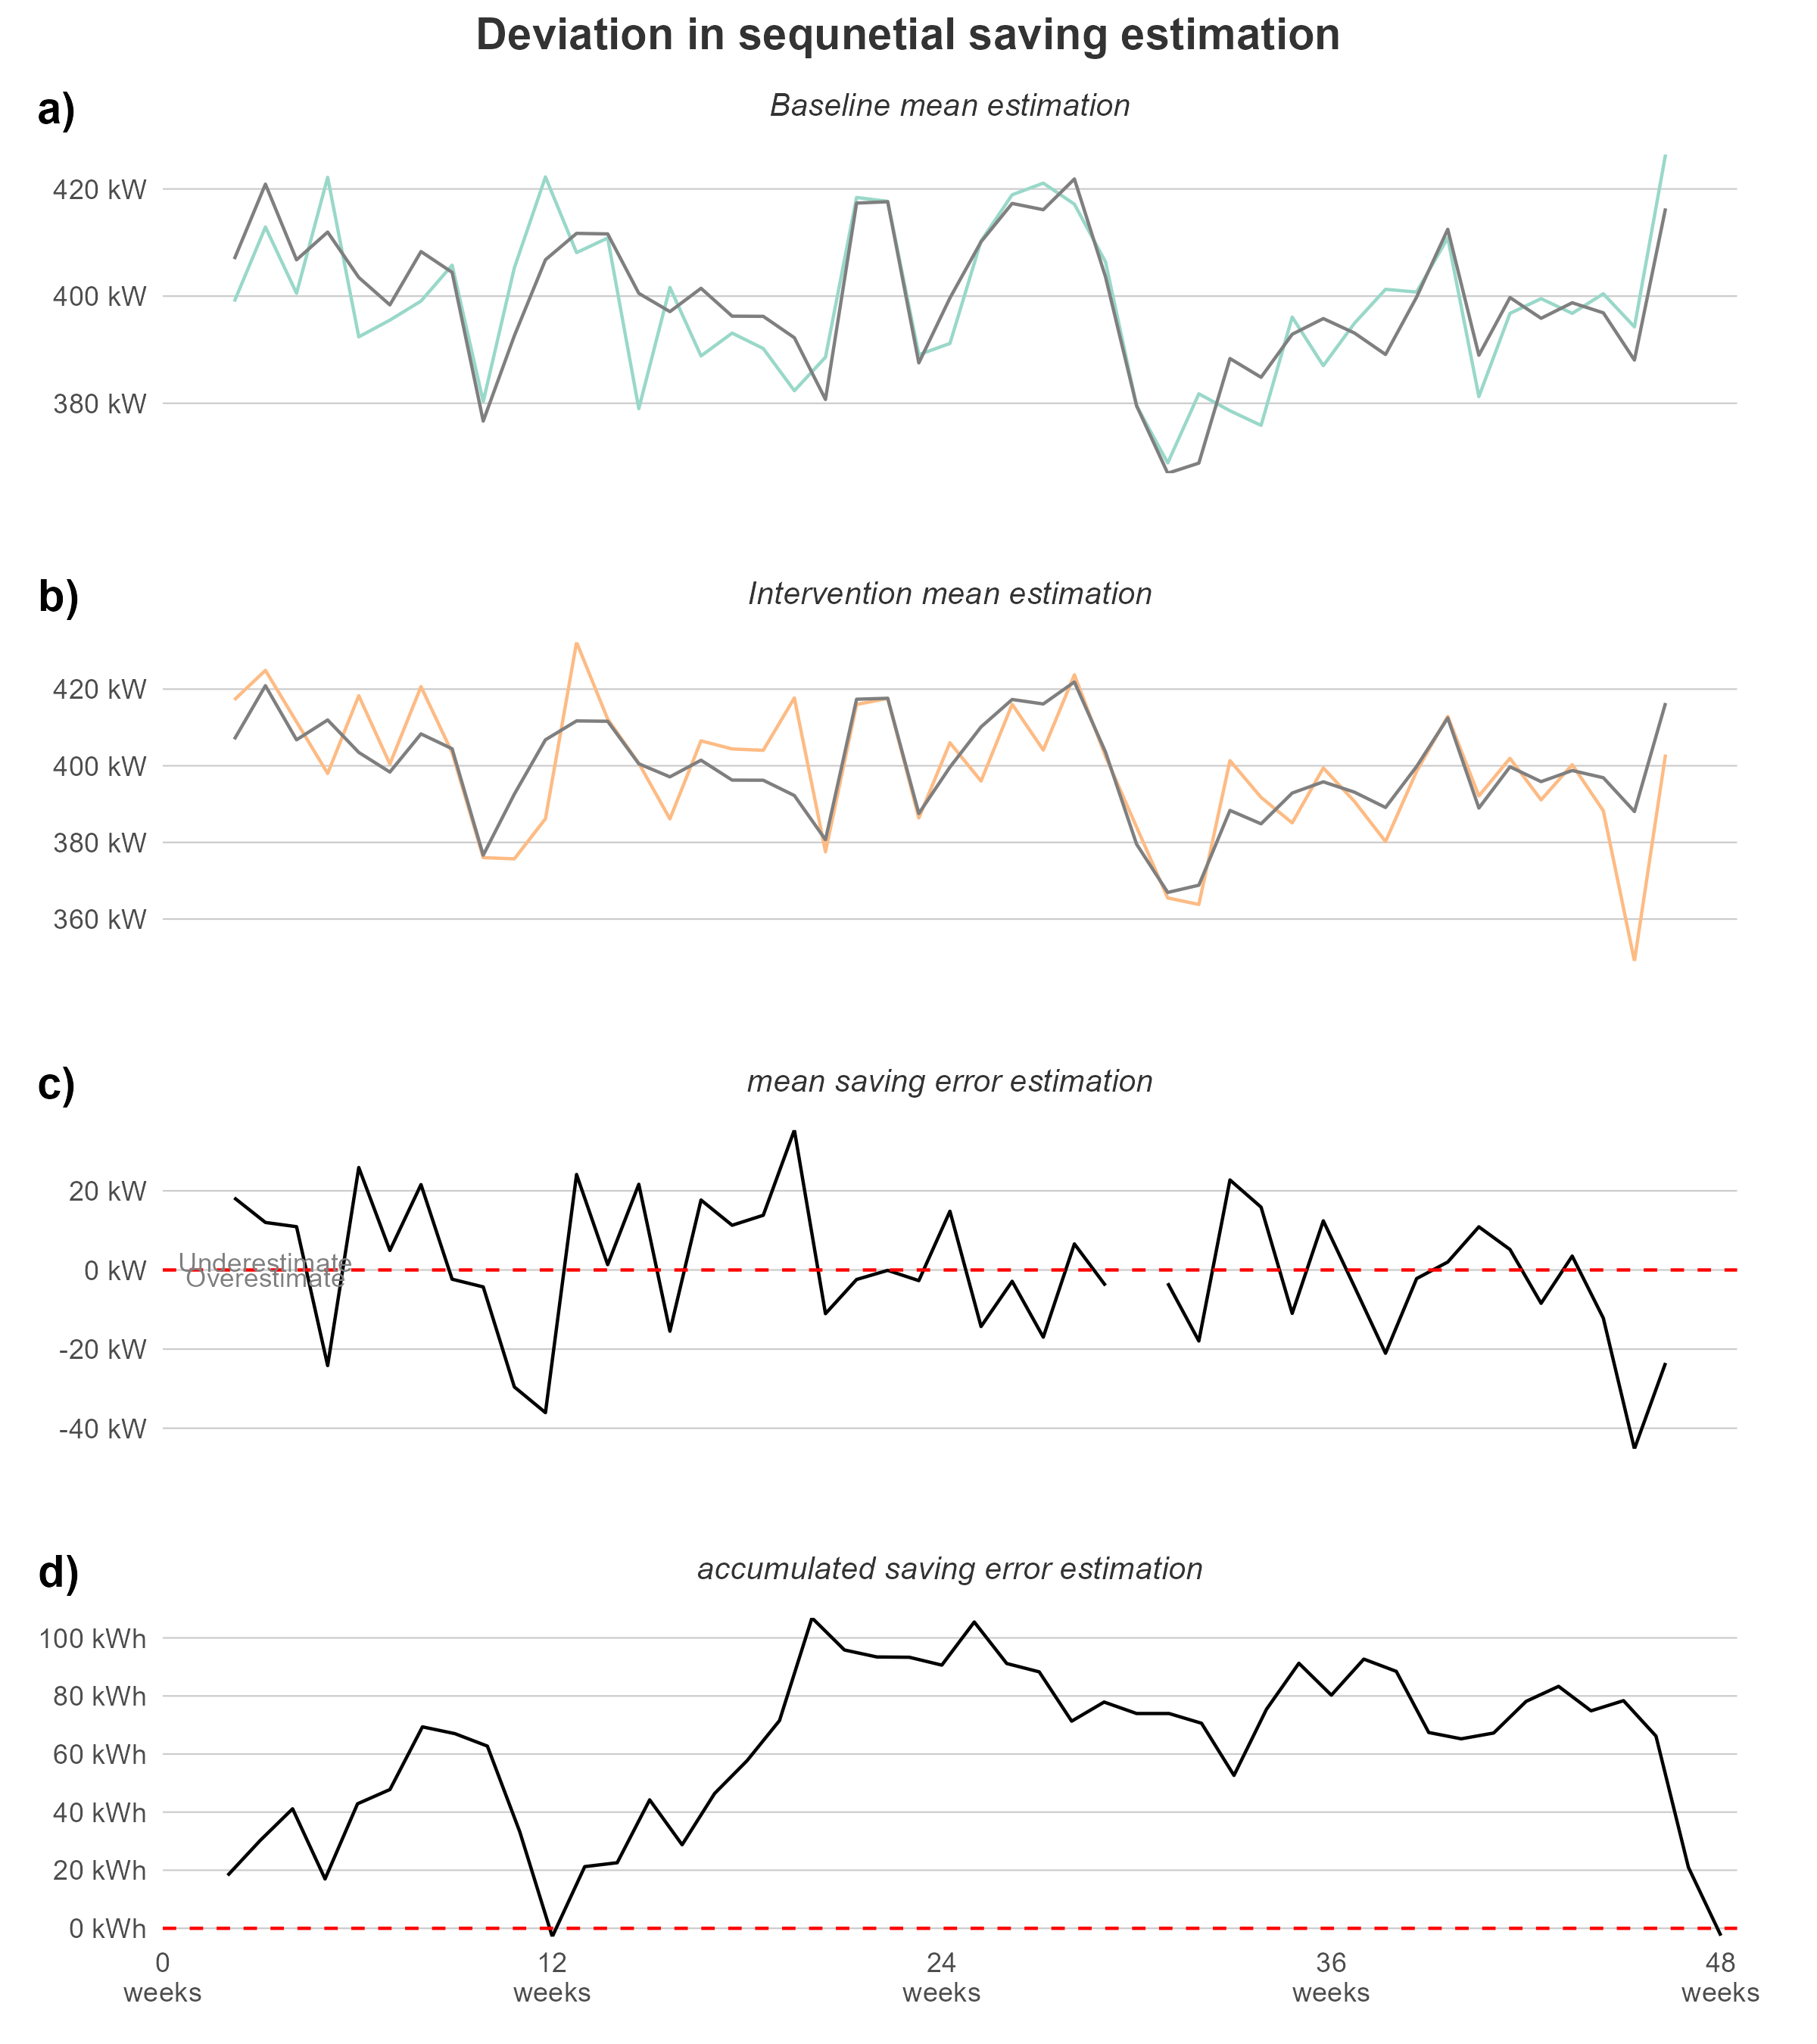 Deviation in sequnetial saving estimation
a)
Baseline mean estimation
420 kW
400 kW
380 kW
b)
Intervention mean estimation
420 kW
400 kW
380 kW
360 kW
c)
mean saving error estimation
20 kW
Underestimate
0 kW
Overestimate
-20 kW
-40 kW
d)
accumulated saving error estimation
100 kWh
80 kWh
60 kWh
40 kWh
20 kWh
0 kWh
0 12 24 36 48
weeks weeks weeks weeks weeks